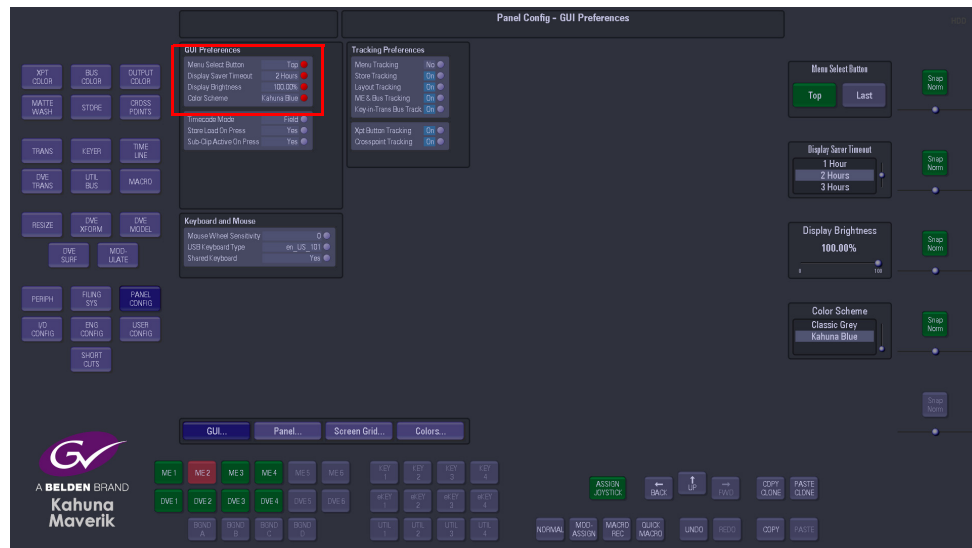 Panel Config - GUI Preferences
GUI Preferences
Menu Select Button Top
Display Saver Timeout 2 Hours
Display Brightness 100.00%
Color Scheme Kahuna Blue
Timecode Mode Field
Store Load On Press Yes
Sub-Clip Active On Press Yes
Tracking Preferences
Menu Tracking No
Store Tracking On
Layout Tracking On
ME & Bus Tracking On
Key-in-Trans Bus Track On
Xpt Button Tracking On
Crosspoint Tracking On
Keyboard and Mouse
Mouse Wheel Sensitivity 0
USB Keyboard Type en_US_101
Shared Keyboard Yes
XPT COLOR
BUS COLOR
OUTPUT COLOR
MATTE WASH
STORE
CROSS POINTS
TRANS
KEYER
TIME LINE
DVE TRANS
UTIL BUS
MACRO
RESIZE
DVE XFORM
DVE MODEL
DVE SURF
MOD-ULATE
PERIPH
FILING SYS
PANEL CONFIG
I/O CONFIG
ENG CONFIG
USER CONFIG
SHORT CUTS
Menu Select Button
Top Last
Snap Norm
Display Saver Timeout
1 Hour
2 Hours
3 Hours
Snap Norm
Display Brightness
100.00%
0 100
Snap Norm
Color Scheme
Classic Grey
Kahuna Blue
Snap Norm
Snap Norm
GUI... Panel... Screen Grid... Colors...
GV
A BELDEN BRAND
Kahuna
Maverik
ME 1 ME 2 ME 3 ME 4 ME 5 ME 6
DVE 1 DVE 2 DVE 3 DVE 4 DVE 5 DVE 6
BGND A
BGND B
BGND C
BGND D
KEY 1
KEY 2
KEY 3
KEY 4
eKEY 1
eKEY 2
eKEY 3
eKEY 4
UTIL 1
UTIL 2
UTIL 3
UTIL 4
ASSIGN JOYSTICK
← BACK
↑ UP
→ FWD
COPY CLONE
PASTE CLONE
NORMAL
MOD-ASSIGN
MACRO REC
QUICK MACRO
UNDO
REDO
COPY
PASTE